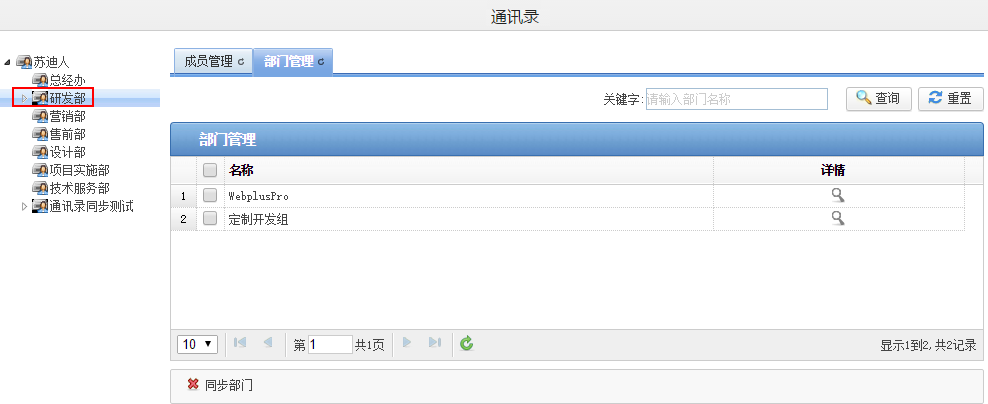 通讯录
苏迪人
总经办
研发部
营销部
售前部
设计部
项目实施部
技术服务部
通讯录同步测试
成员管理 部门管理
关键字: 请输入部门名称 查询 重置
部门管理
名称 详情
1 WebplusPro
2 定制开发组
10 第 1 共1页 显示1到2,共2记录
同步部门